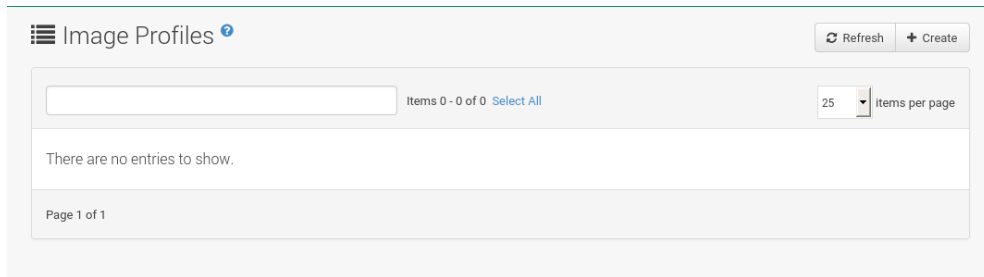 Image Profiles ?
Refresh Create
Items 0 - 0 of 0 Select All 25 items per page
There are no entries to show.
Page 1 of 1